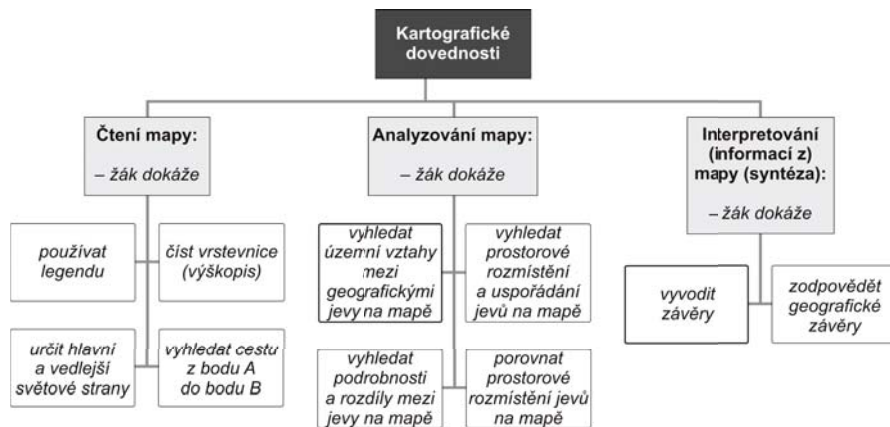 Kartografické
dovednosti
Čtení mapy:
– žák dokáže
používat
legendu
číst vrstevnice
(výškopis)
určit hlavní
a vedlejší
světové strany
vyhledat cestu
z bodu A
do bodu B
Analyzování mapy:
– žák dokáže
vyhledat
územní vztahy
mezi
geografickými
jevy na mapě
vyhledat
prostorové
rozmístění
a uspořádání
jevů na mapě
vyhledat
podrobnosti
a rozdíly mezi
jevy na mapě
porovnat
prostorové
rozmístění jevů
na mapě
Interpretování
(informací z)
mapy (syntéza):
– žák dokáže
vyvodit
závěry
zodpovědět
geografické
závěry